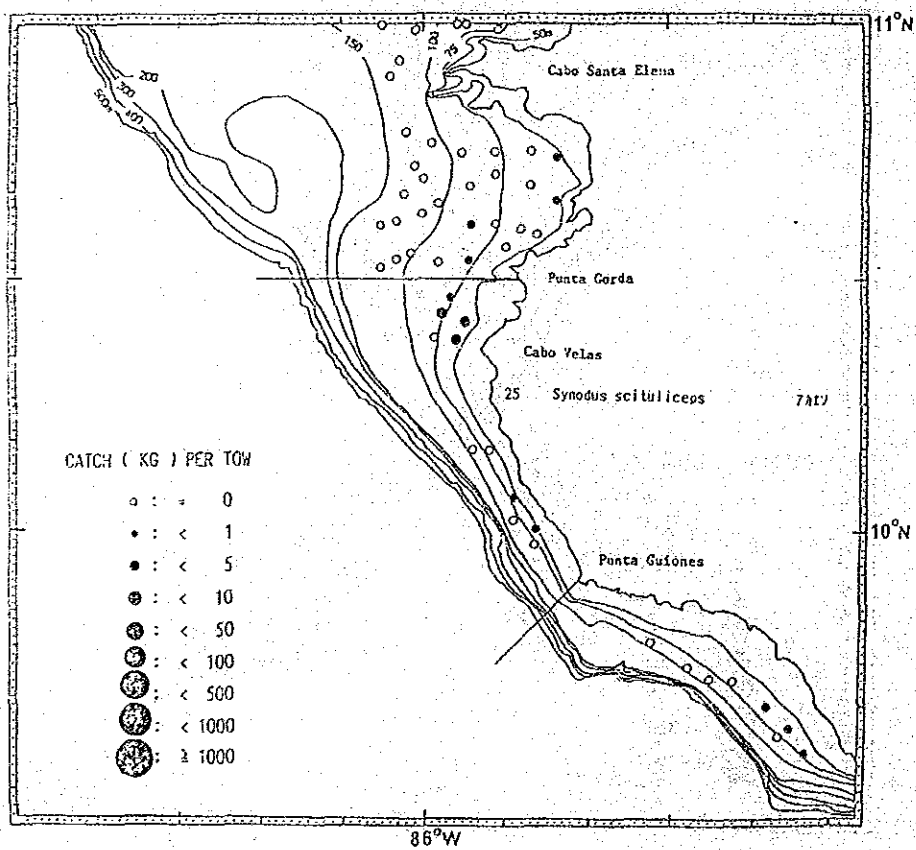 11°N
50m
75
100
150
200
300
400
500m
Cabo Santa Elena
Punta Gorda
Cabo Velas
25 Synodus scituliceps
CATCH ( KG ) PER TOW
o : = 0
• : < 1
• : < 5
: < 10
: < 50
: < 100
: < 500
: < 1000
: ≥ 1000
10°N
Punta Guiones
86°W